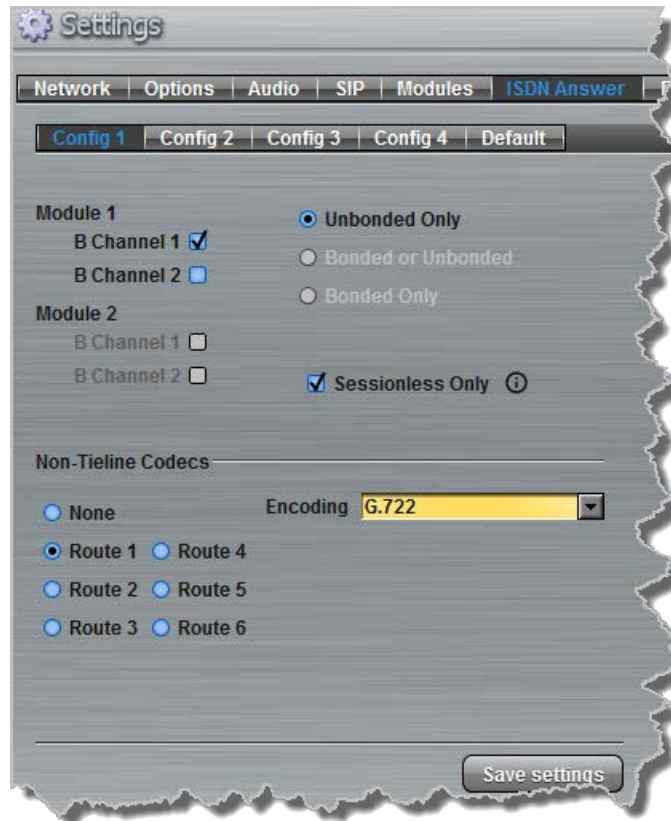 Settings
Network Options Audio SIP Modules ISDN Answer
Config 1 Config 2 Config 3 Config 4 Default
Module 1
Unbonded Only
B Channel 1
Bonded or Unbonded
B Channel 2
Bonded Only
Module 2
B Channel 1
B Channel 2
Sessionless Only
Non-Tieline Codecs
None
Encoding G.722
Route 1 Route 4
Route 2 Route 5
Route 3 Route 6
Save settings